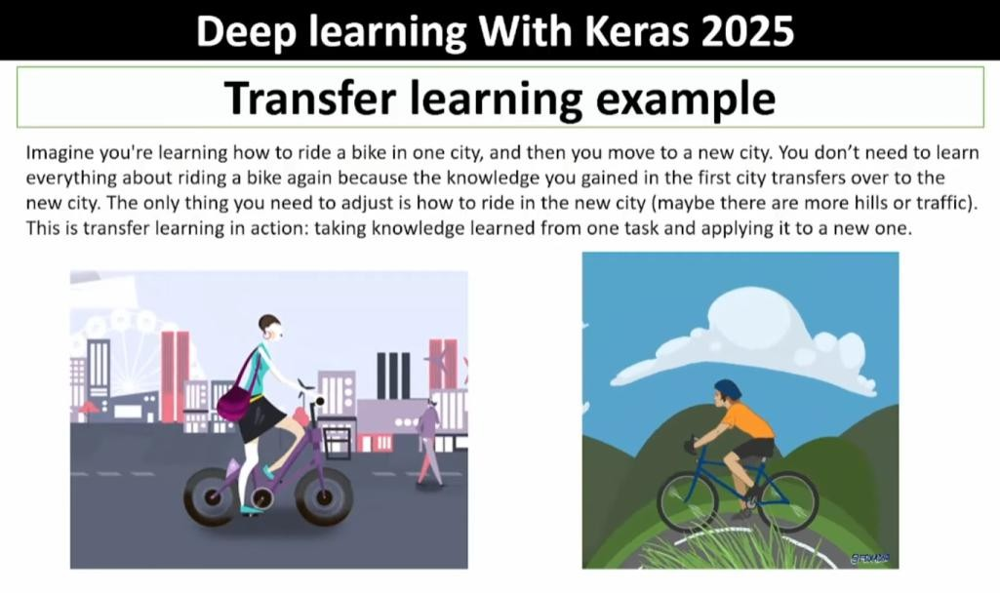 Deep learning With Keras 2025
Transfer learning example
Imagine you're learning how to ride a bike in one city, and then you move to a new city. You don’t need to learn
everything about riding a bike again because the knowledge you gained in the first city transfers over to the
new city. The only thing you need to adjust is how to ride in the new city (maybe there are more hills or traffic).
This is transfer learning in action: taking knowledge learned from one task and applying it to a new one.